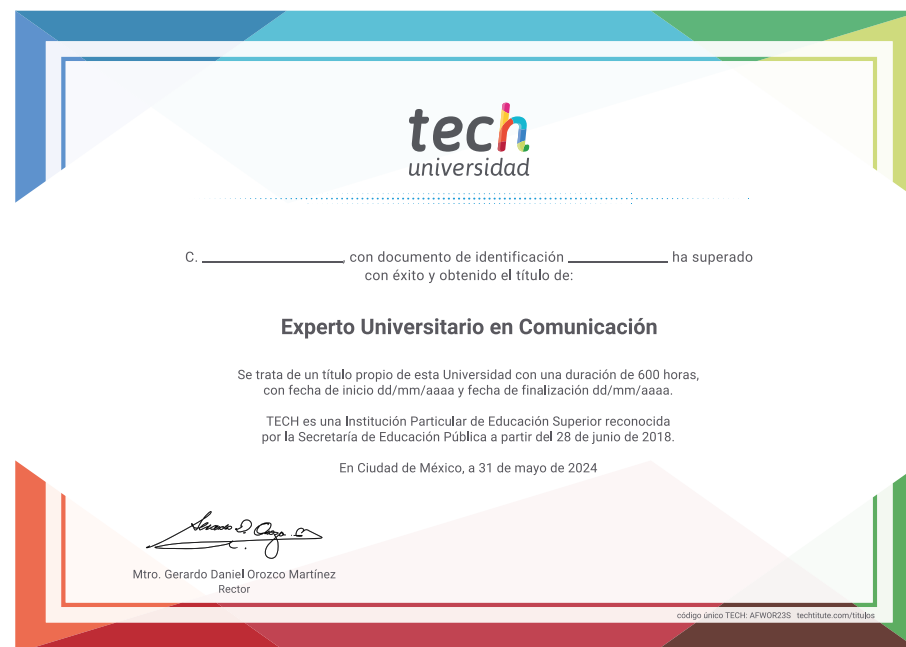 tech
universidad
C. ____________, con documento de identificación _________ ha superado
con éxito y obtenido el título de:
Experto Universitario en Comunicación
Se trata de un título propio de esta Universidad con una duración de 600 horas,
con fecha de inicio dd/mm/aaaa y fecha de finalización dd/mm/aaaa.
TECH es una Institución Particular de Educación Superior reconocida
por la Secretaría de Educación Pública a partir del 28 de junio de 2018.
En Ciudad de México, a 31 de mayo de 2024
Mtro. Gerardo Daniel Orozco Martínez
Rector
código único TECH: AFWOR23S techtitute.com/titulos